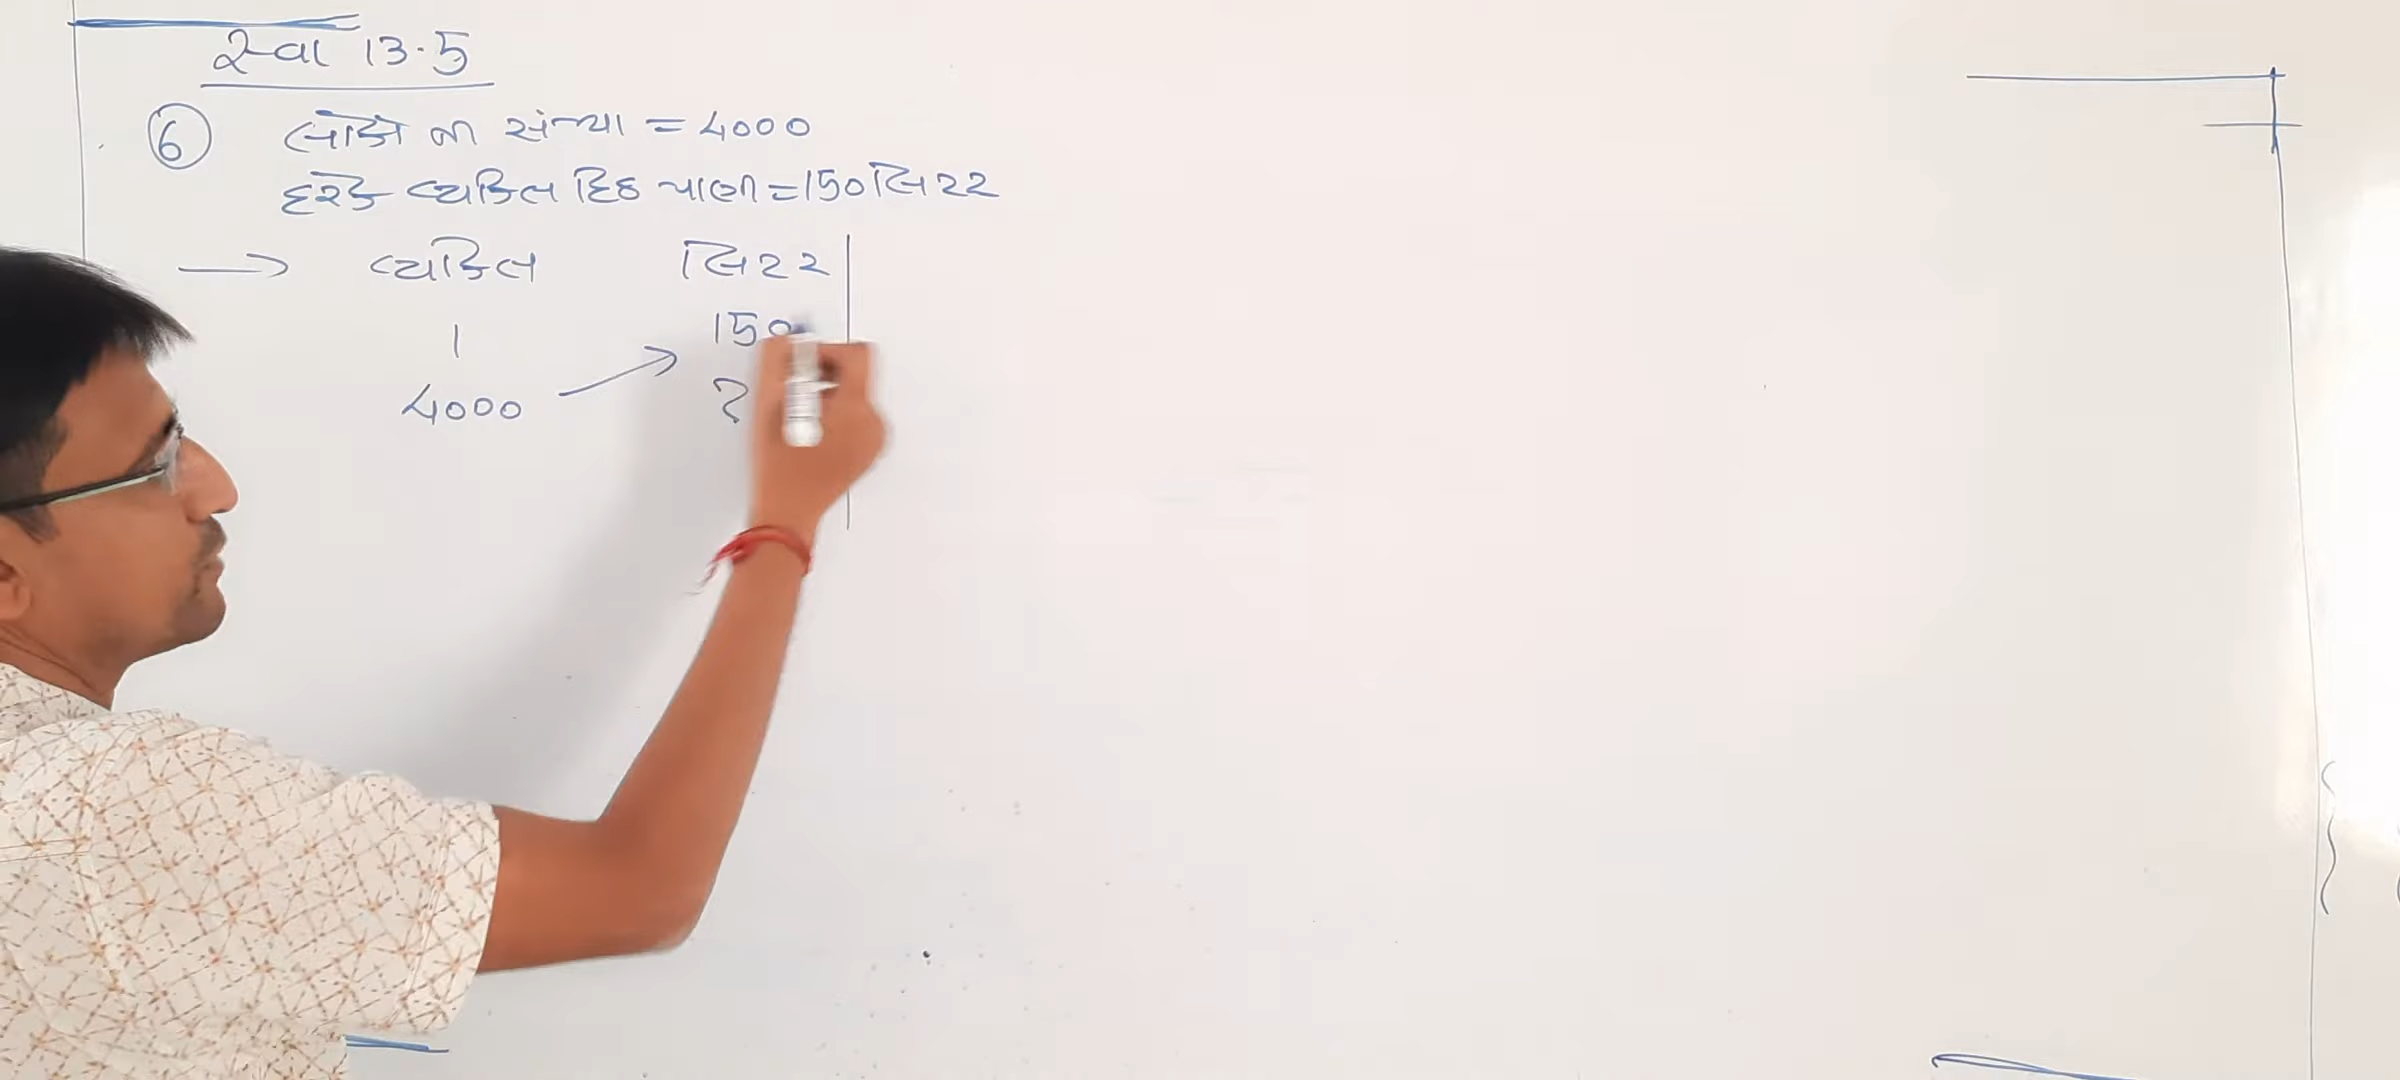 સ્વા 13.5
6 લોકોની સંખ્યા = 4000
દરેક વ્યકિત દિઠ પાણી = 150 લિટર
→ વ્યકિત લિટર
1 150
4000 → ?